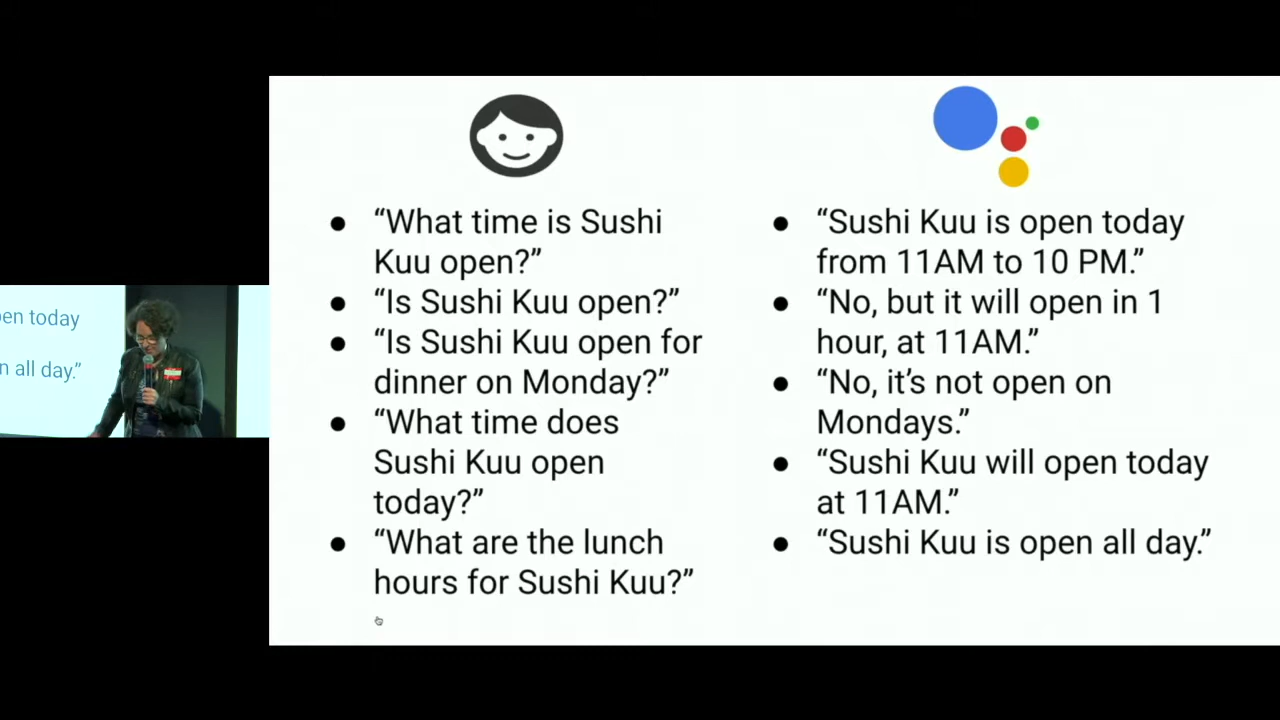 “What time is Sushi
Kuu open?”
“Is Sushi Kuu open?”
“Is Sushi Kuu open for
dinner on Monday?”
“What time does
Sushi Kuu open
today?”
“What are the lunch
hours for Sushi Kuu?”
“Sushi Kuu is open today
from 11AM to 10 PM.”
“No, but it will open in 1
hour, at 11AM.”
“No, it’s not open on
Mondays.”
“Sushi Kuu will open today
at 11AM.”
“Sushi Kuu is open all day.”
en today
n all day.”